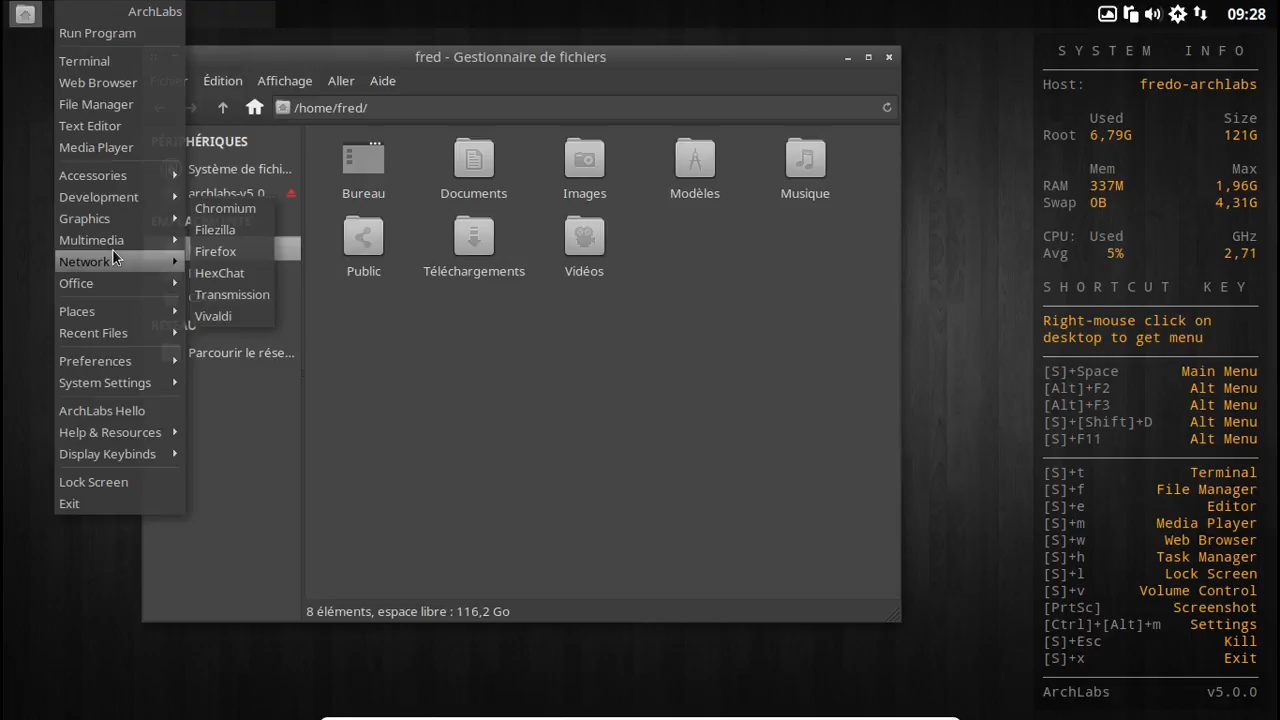 ArchLabs
09:28
Run Program
Terminal
Web Browser
File Manager
Text Editor
Media Player
Accessories
Development
Graphics
Multimedia
Network
Office
Places
Recent Files
Preferences
System Settings
ArchLabs Hello
Help & Resources
Display Keybinds
Lock Screen
Exit
Chromium
Filezilla
Firefox
HexChat
Transmission
Vivaldi
fred - Gestionnaire de fichiers
Édition Affichage Aller Aide
/home/fred/
PÉRIPHÉRIQUES
Système de fichi...
archlabs-v5.0...
Parcourir le rése...
Bureau Documents Images Modèles Musique
Public Téléchargements Vidéos
8 éléments, espace libre : 116,2 Go
SYSTEM INFO
Host: fredo-archlabs
Used Size
Root 6,79G 121G
Mem Max
RAM 337M 1,96G
Swap 0B 4,31G
CPU: Used GHz
Avg 5% 2,71
SHORTCUT KEY
Right-mouse click on
desktop to get menu
[S]+Space Main Menu
[Alt]+F2 Alt Menu
[Alt]+F3 Alt Menu
[S]+[Shift]+D Alt Menu
[S]+F11 Alt Menu
[S]+t Terminal
[S]+f File Manager
[S]+e Editor
[S]+m Media Player
[S]+w Web Browser
[S]+h Task Manager
[S]+l Lock Screen
[S]+v Volume Control
[PrtSc] Screenshot
[Ctrl]+[Alt]+m Settings
[S]+Esc Kill
[S]+x Exit
ArchLabs v5.0.0